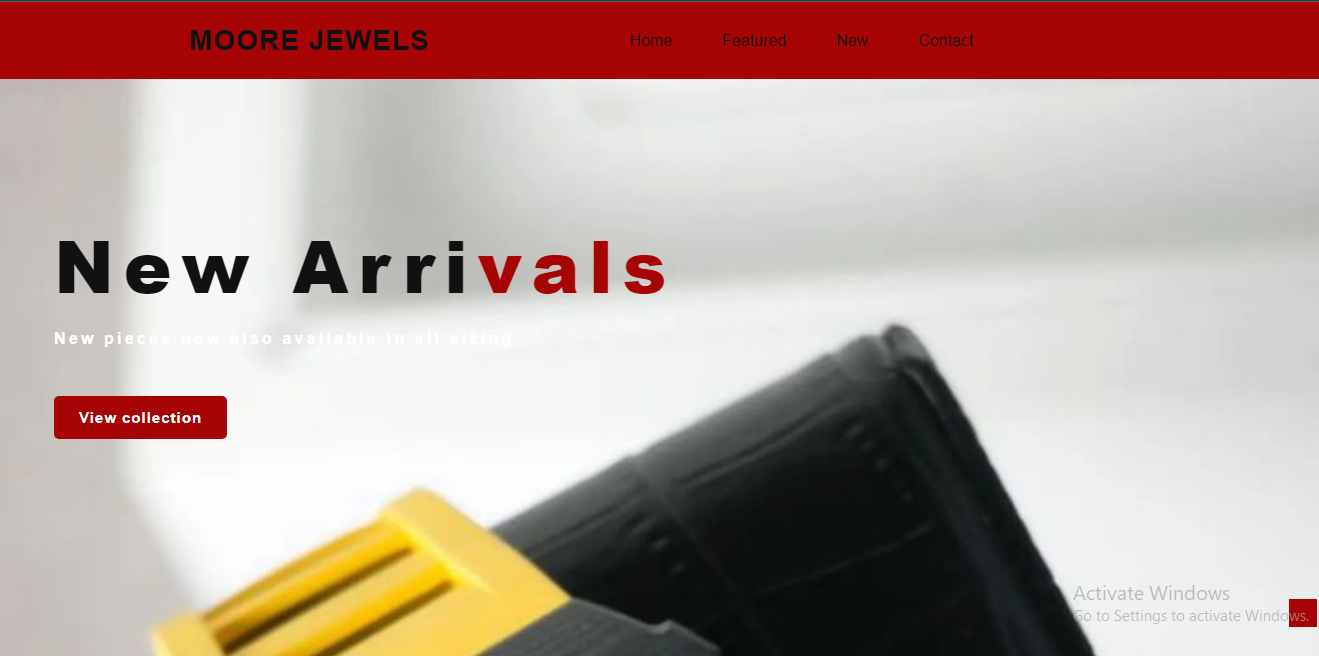 MOORE JEWELS
Home Featured New Contact
New Arrivals
New pieces,now also available in all sizing
View collection
Activate Windows
Go to Settings to activate Windows.